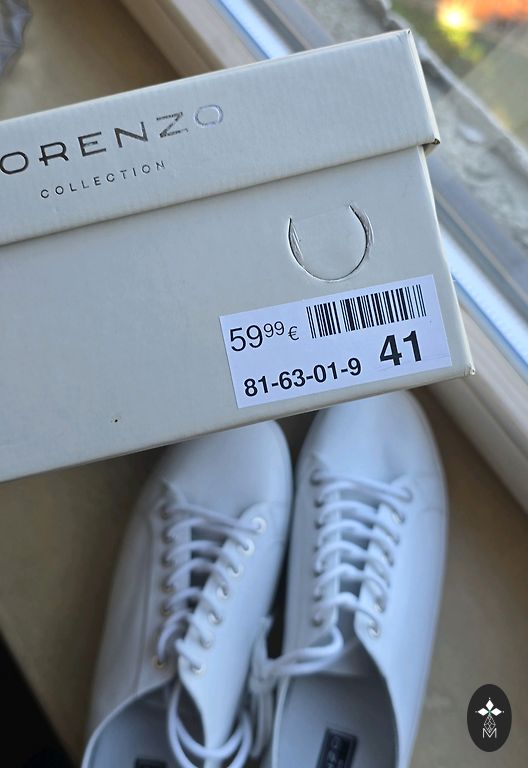 ORENZO
COLLECTION
59⁹⁹ €
81-63-01-9 41